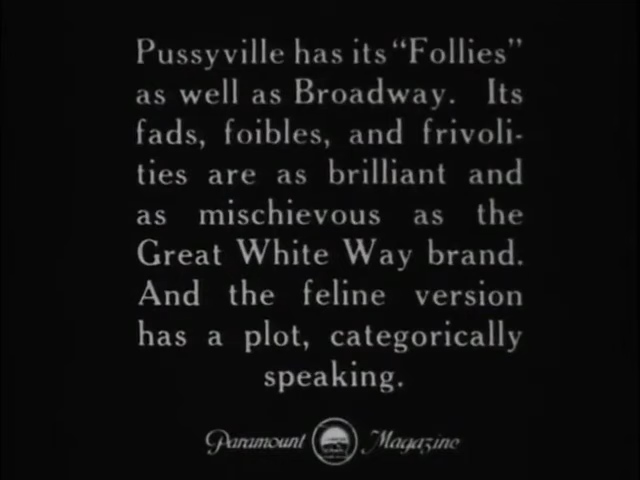 Pussyville has its “Follies”
as well as Broadway. Its
fads, foibles, and frivoli-
ties are as brilliant and
as mischievous as the
Great White Way brand.
And the feline version
has a plot, categorically
speaking.
Paramount Magazine